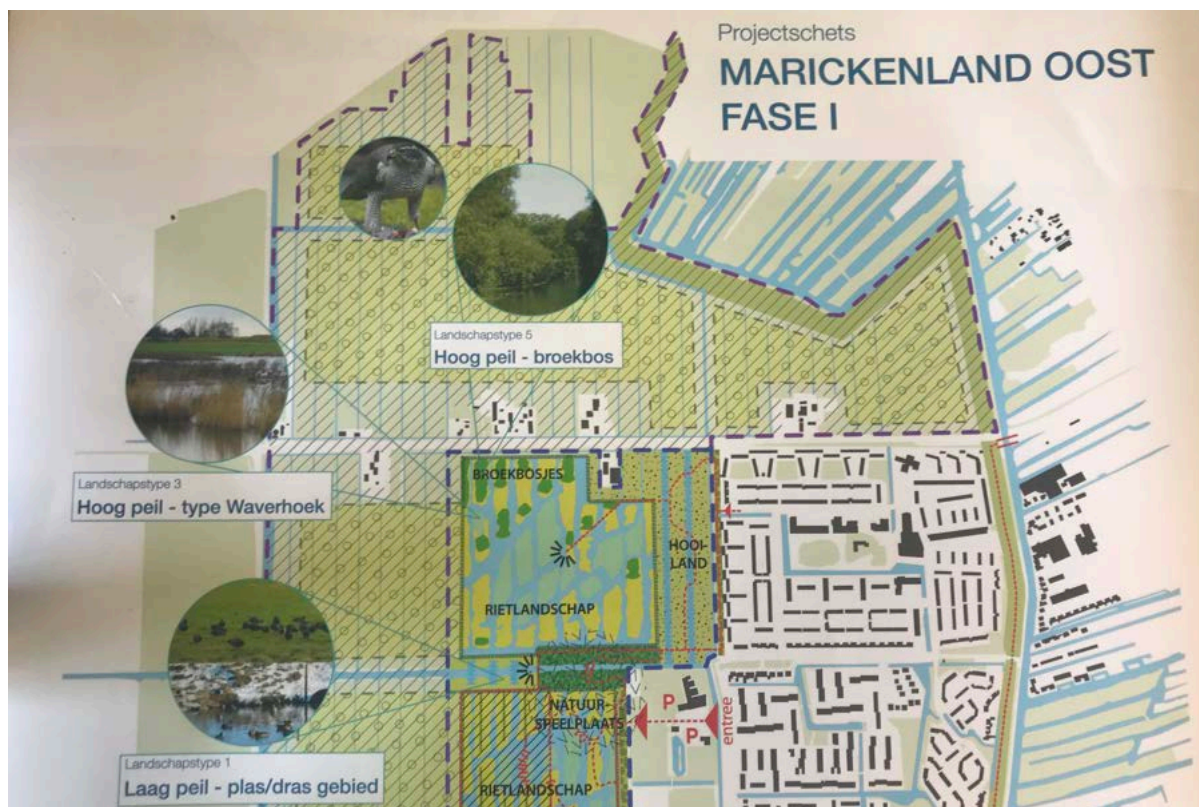 Projectschets
MARICKENLAND OOST
FASE I
Landschapstype 5
Hoog peil - broekbos
Landschapstype 3
Hoog peil - type Waverhoek
BROEKBOSJES
HOOI-
LAND
RIETLANDSCHAP
NATUUR-
SPEELPLAATS
P
P
entree
Landschapstype 1
Laag peil - plas/dras gebied
RIETLANDSCHAP